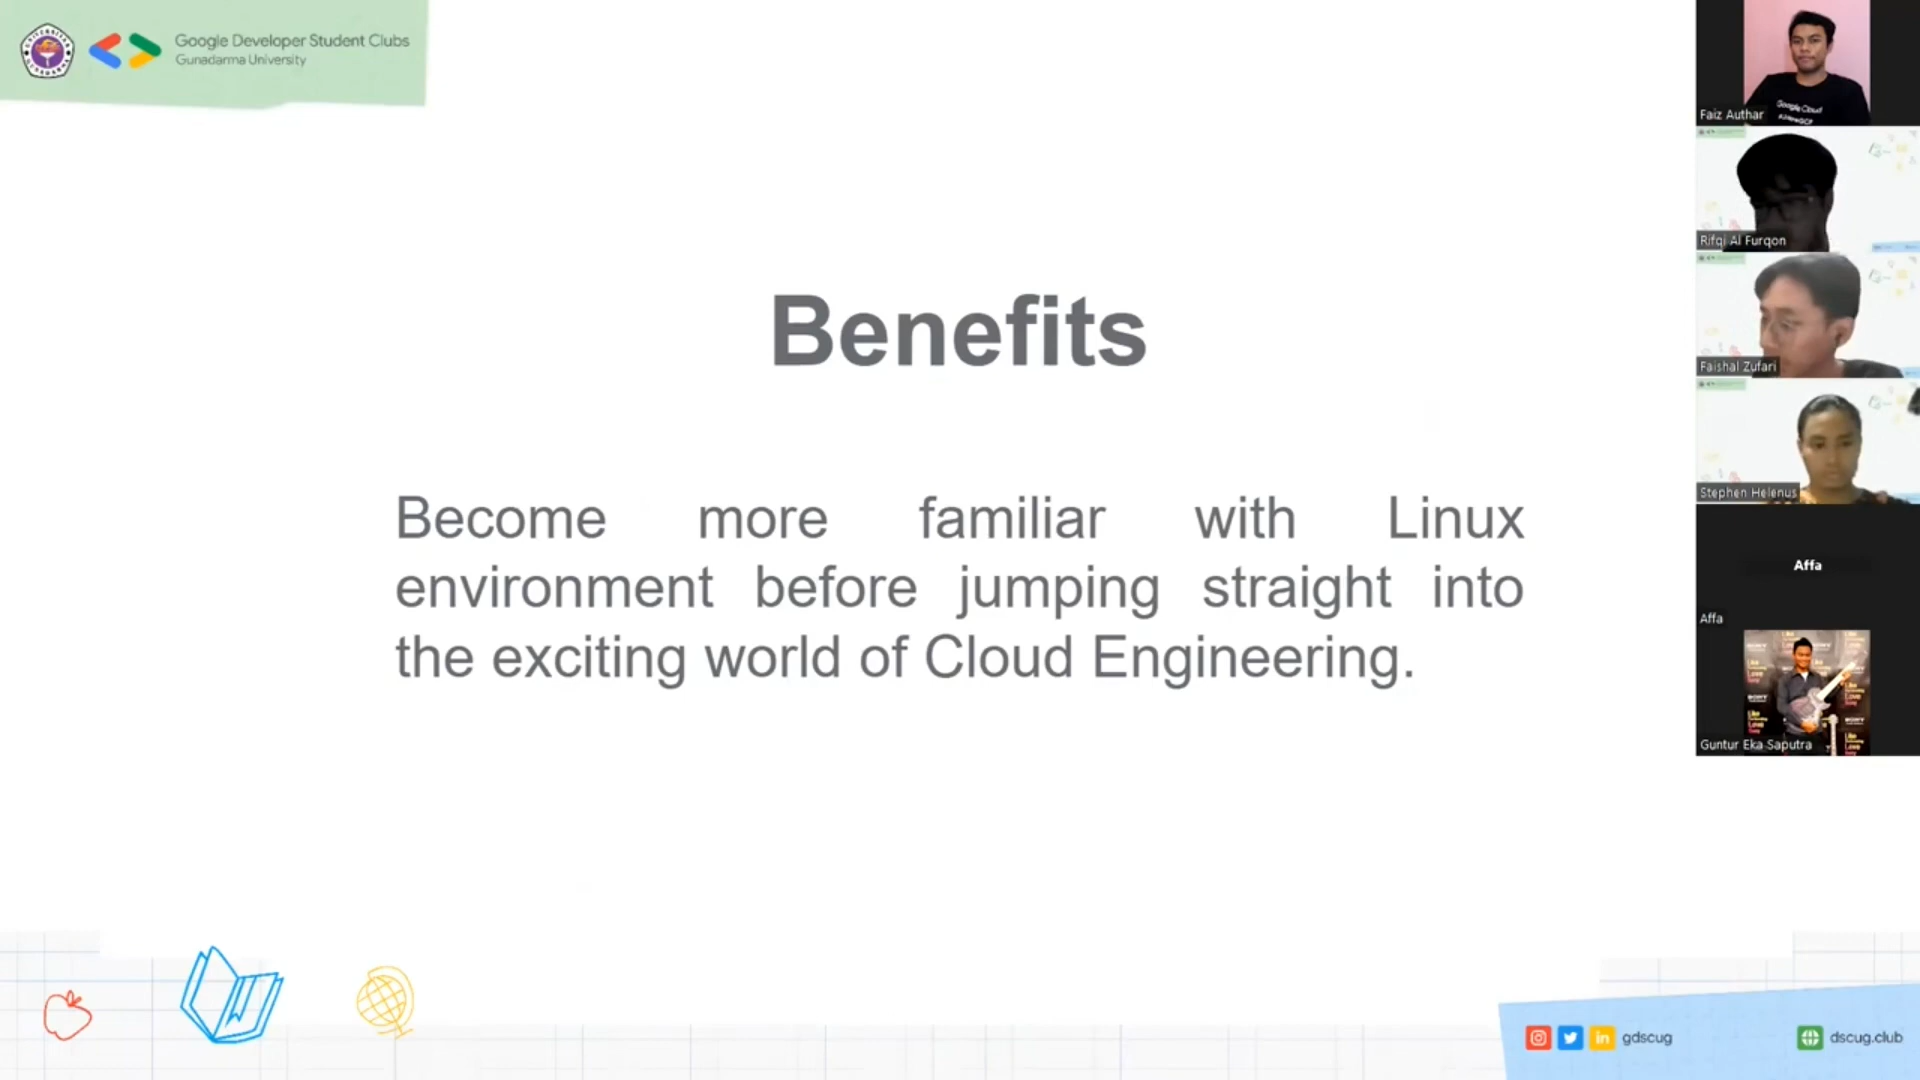 Google Developer Student Clubs
Gunadarma University
Benefits
Become more familiar with Linux
environment before jumping straight into
the exciting world of Cloud Engineering.
Faiz Authar
Google Cloud
Rifqi Al Furqon
Faishal Zufari
Stephen Helenus
Affa
Affa
Guntur Eka Saputra
gdscug
dscug.club